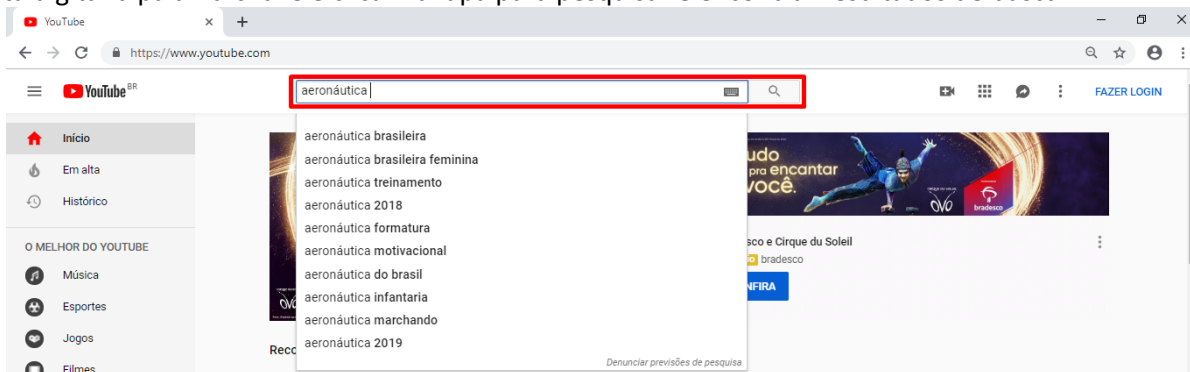 YouTube
https://www.youtube.com
YouTube BR
aeronáutica
FAZER LOGIN
Início
Em alta
Histórico
O MELHOR DO YOUTUBE
Música
Esportes
Jogos
Filmes
aeronáutica brasileira
aeronáutica brasileira feminina
aeronáutica treinamento
aeronáutica 2018
aeronáutica formatura
aeronáutica motivacional
aeronáutica do brasil
aeronáutica infantaria
aeronáutica marchando
aeronáutica 2019
Denunciar previsões de pesquisa
pra encantar
você.
OVO
bradesco
e Cirque du Soleil
bradesco
OVO